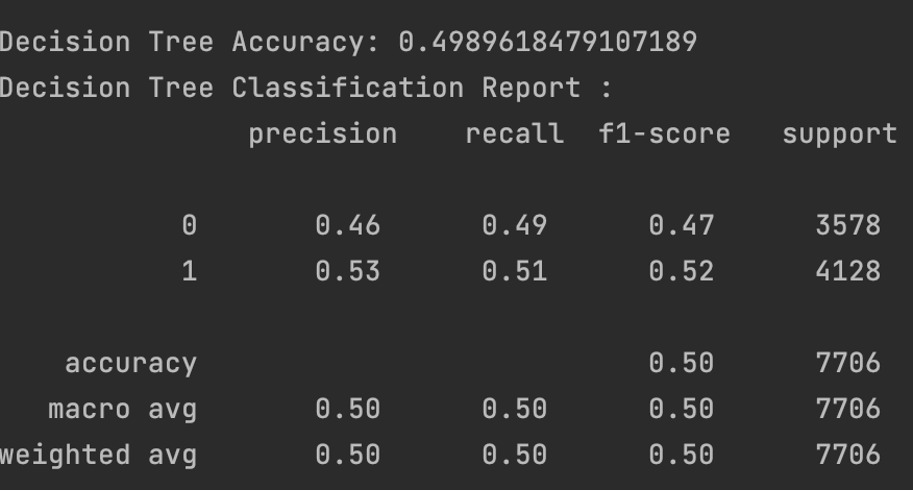 Decision Tree Accuracy: 0.4989618479107189
Decision Tree Classification Report :
precision recall f1-score support
0 0.46 0.49 0.47 3578
1 0.53 0.51 0.52 4128
accuracy 0.50 7706
macro avg 0.50 0.50 0.50 7706
weighted avg 0.50 0.50 0.50 7706